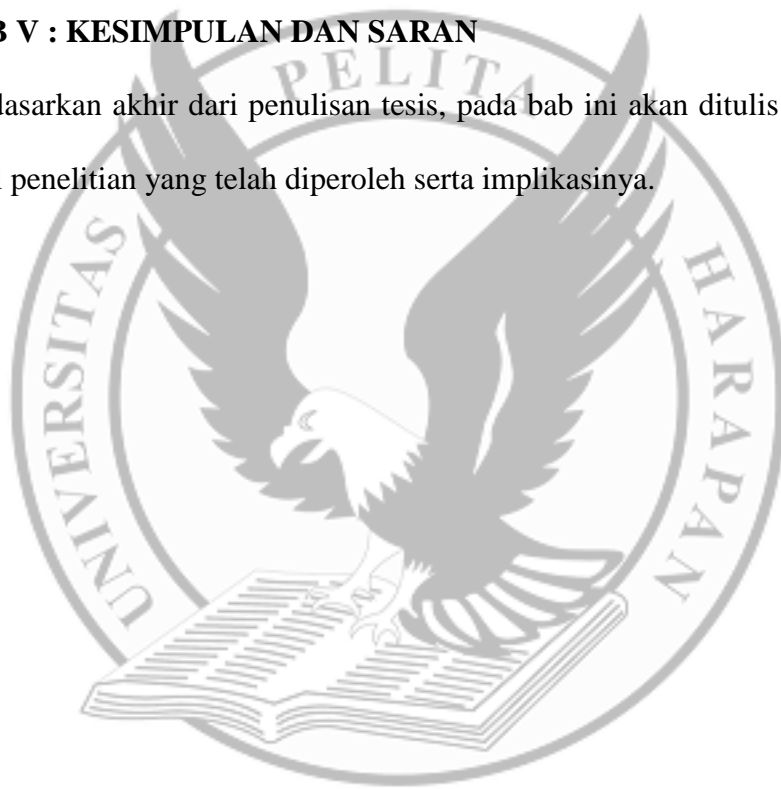 B V : KESIMPULAN DAN SARAN
dasarkan akhir dari penulisan tesis, pada bab ini akan ditulis
penelitian yang telah diperoleh serta implikasinya.
UNIVERSITAS PELITA HARAPAN